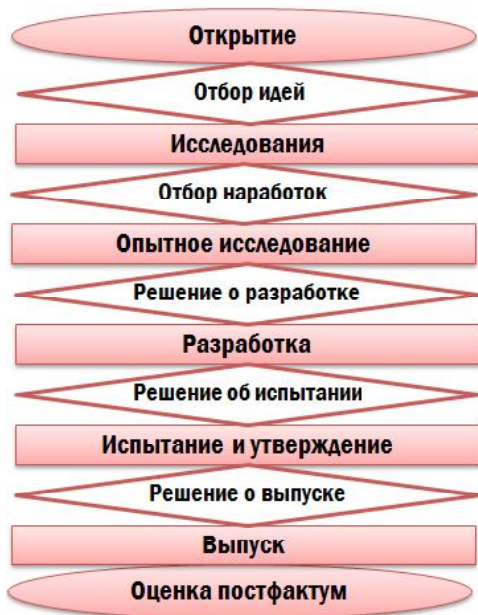 Открытие
Отбор идей
Исследования
Отбор наработок
Опытное исследование
Решение о разработке
Разработка
Решение об испытании
Испытание и утверждение
Решение о выпуске
Выпуск
Оценка постфактум